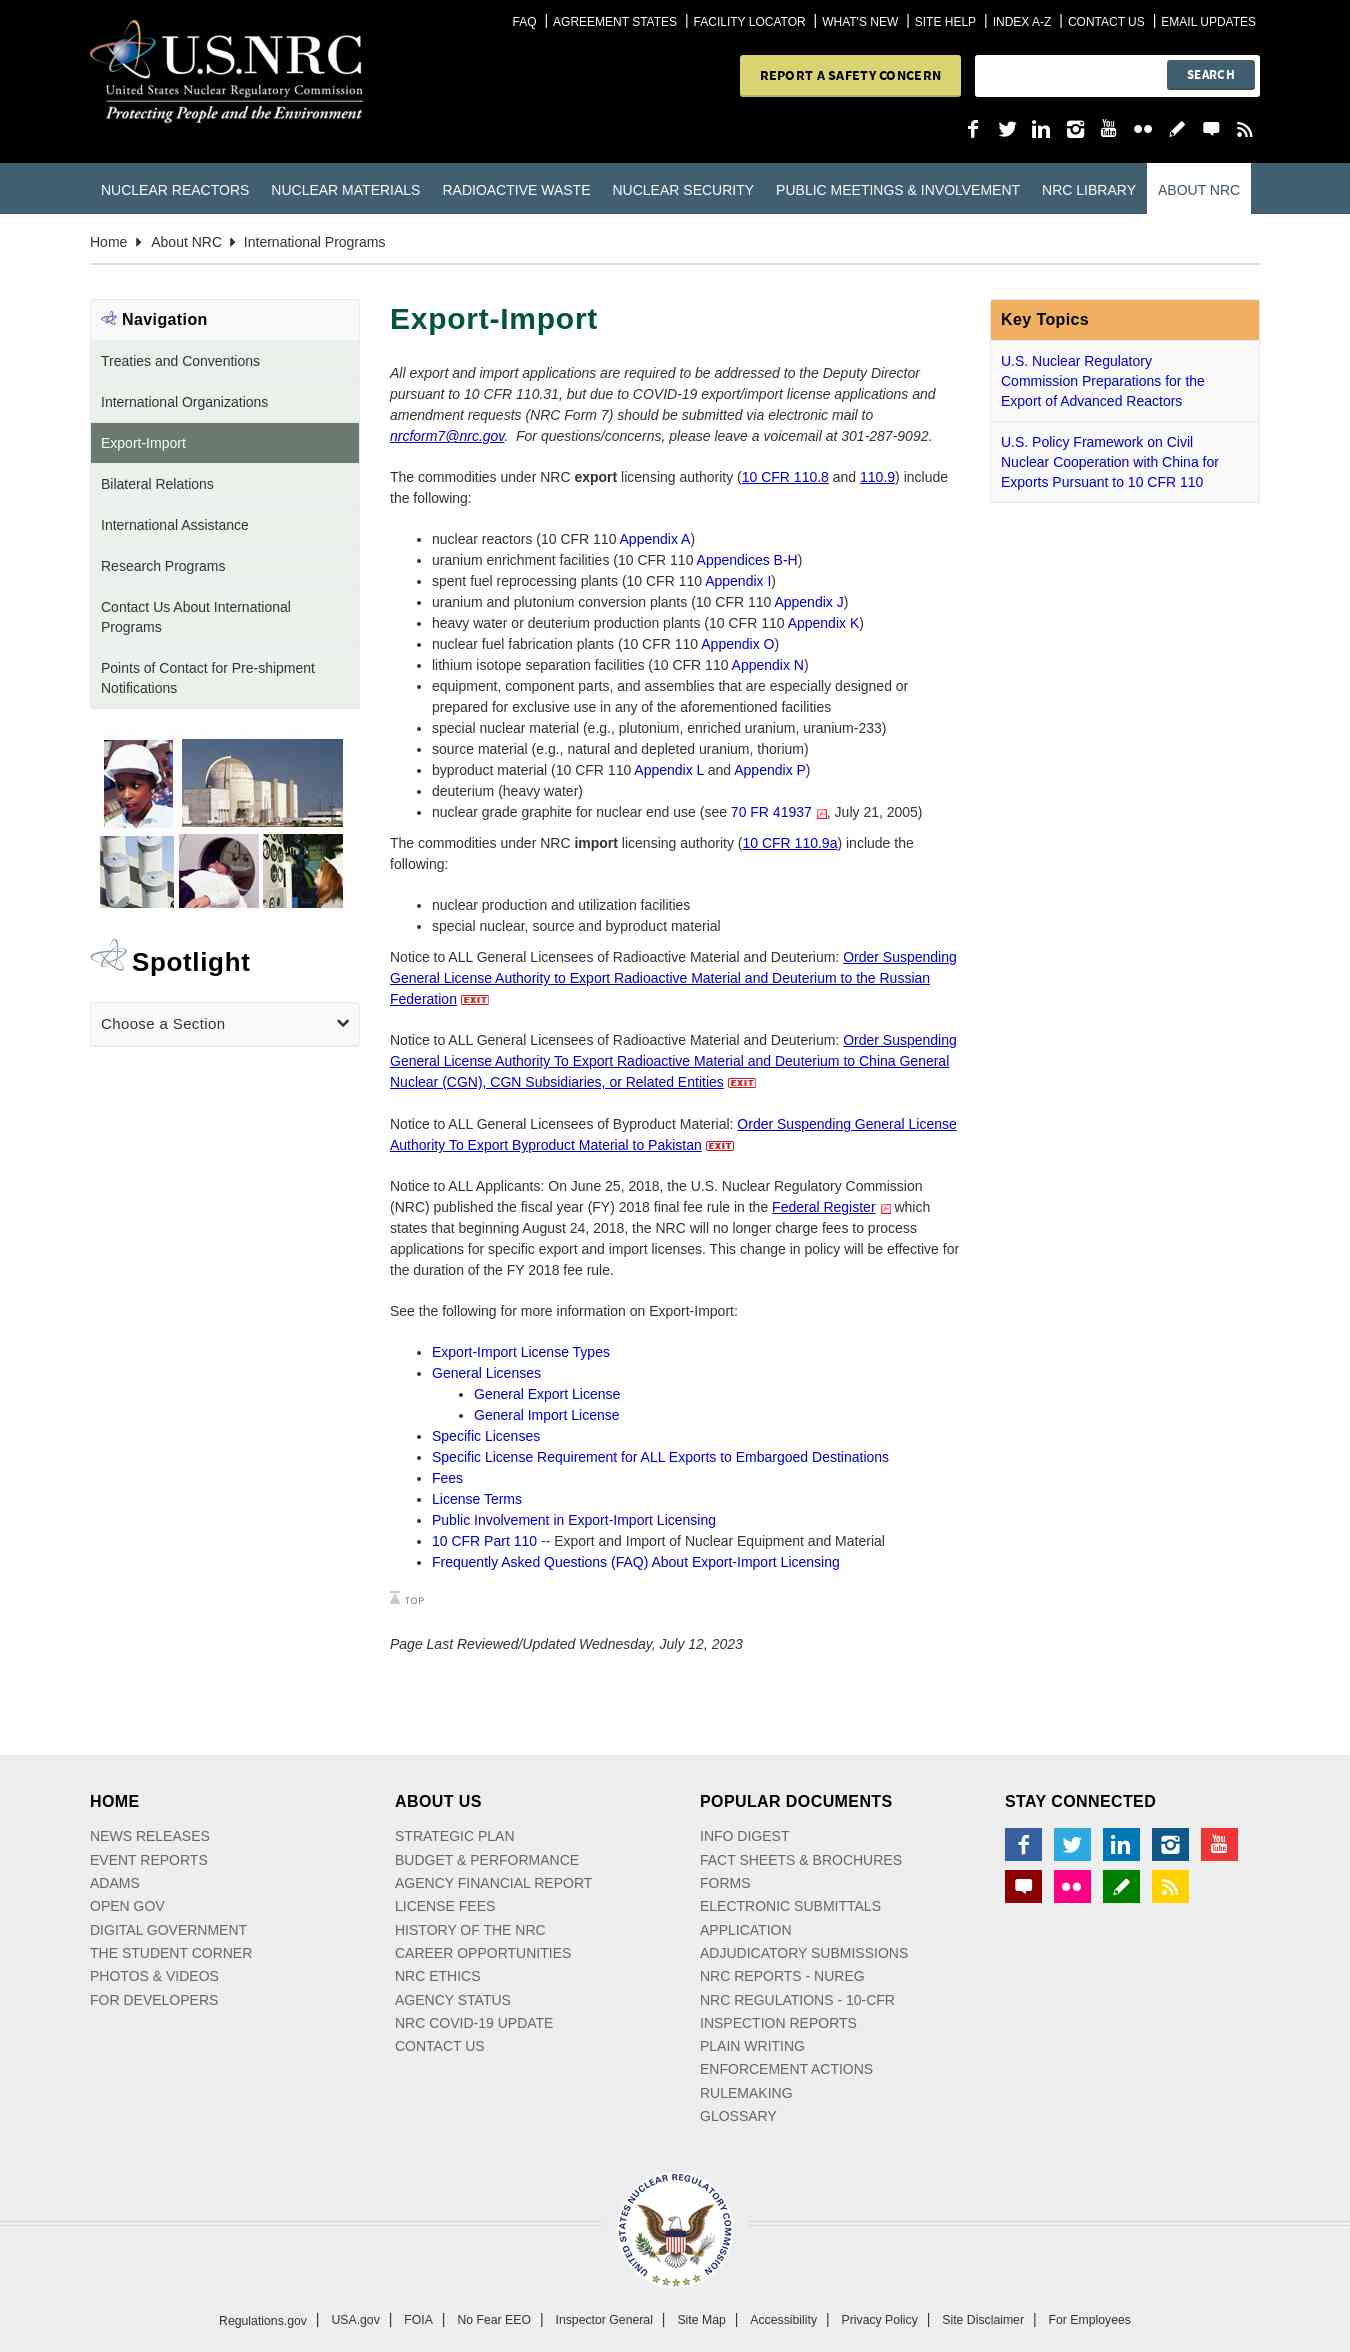 FAQ | AGREEMENT STATES | FACILITY LOCATOR | WHAT'S NEW | SITE HELP | INDEX A-Z | CONTACT US | EMAIL UPDATES
U.S.NRC
United States Nuclear Regulatory Commission
Protecting People and the Environment
REPORT A SAFETY CONCERN
SEARCH
NUCLEAR REACTORS NUCLEAR MATERIALS RADIOACTIVE WASTE NUCLEAR SECURITY PUBLIC MEETINGS & INVOLVEMENT NRC LIBRARY ABOUT NRC
Home About NRC International Programs
Navigation
Treaties and Conventions
International Organizations
Export-Import
Bilateral Relations
International Assistance
Research Programs
Contact Us About International
Programs
Points of Contact for Pre-shipment
Notifications
Spotlight
Choose a Section
Export-Import
All export and import applications are required to be addressed to the Deputy Director
pursuant to 10 CFR 110.31, but due to COVID-19 export/import license applications and
amendment requests (NRC Form 7) should be submitted via electronic mail to
nrcform7@nrc.gov. For questions/concerns, please leave a voicemail at 301-287-9092.
The commodities under NRC export licensing authority (10 CFR 110.8 and 110.9) include
the following:
• nuclear reactors (10 CFR 110 Appendix A)
• uranium enrichment facilities (10 CFR 110 Appendices B-H)
• spent fuel reprocessing plants (10 CFR 110 Appendix I)
• uranium and plutonium conversion plants (10 CFR 110 Appendix J)
• heavy water or deuterium production plants (10 CFR 110 Appendix K)
• nuclear fuel fabrication plants (10 CFR 110 Appendix O)
• lithium isotope separation facilities (10 CFR 110 Appendix N)
• equipment, component parts, and assemblies that are especially designed or
prepared for exclusive use in any of the aforementioned facilities
• special nuclear material (e.g., plutonium, enriched uranium, uranium-233)
• source material (e.g., natural and depleted uranium, thorium)
• byproduct material (10 CFR 110 Appendix L and Appendix P)
• deuterium (heavy water)
• nuclear grade graphite for nuclear end use (see 70 FR 41937 , July 21, 2005)
The commodities under NRC import licensing authority (10 CFR 110.9a) include the
following:
• nuclear production and utilization facilities
• special nuclear, source and byproduct material
Notice to ALL General Licensees of Radioactive Material and Deuterium: Order Suspending
General License Authority to Export Radioactive Material and Deuterium to the Russian
Federation EXIT
Notice to ALL General Licensees of Radioactive Material and Deuterium: Order Suspending
General License Authority To Export Radioactive Material and Deuterium to China General
Nuclear (CGN), CGN Subsidiaries, or Related Entities EXIT
Notice to ALL General Licensees of Byproduct Material: Order Suspending General License
Authority To Export Byproduct Material to Pakistan EXIT
Notice to ALL Applicants: On June 25, 2018, the U.S. Nuclear Regulatory Commission
(NRC) published the fiscal year (FY) 2018 final fee rule in the Federal Register which
states that beginning August 24, 2018, the NRC will no longer charge fees to process
applications for specific export and import licenses. This change in policy will be effective for
the duration of the FY 2018 fee rule.
See the following for more information on Export-Import:
• Export-Import License Types
• General Licenses
• General Export License
• General Import License
• Specific Licenses
• Specific License Requirement for ALL Exports to Embargoed Destinations
• Fees
• License Terms
• Public Involvement in Export-Import Licensing
• 10 CFR Part 110 -- Export and Import of Nuclear Equipment and Material
• Frequently Asked Questions (FAQ) About Export-Import Licensing
TOP
Page Last Reviewed/Updated Wednesday, July 12, 2023
Key Topics
U.S. Nuclear Regulatory
Commission Preparations for the
Export of Advanced Reactors
U.S. Policy Framework on Civil
Nuclear Cooperation with China for
Exports Pursuant to 10 CFR 110
HOME
NEWS RELEASES
EVENT REPORTS
ADAMS
OPEN GOV
DIGITAL GOVERNMENT
THE STUDENT CORNER
PHOTOS & VIDEOS
FOR DEVELOPERS
ABOUT US
STRATEGIC PLAN
BUDGET & PERFORMANCE
AGENCY FINANCIAL REPORT
LICENSE FEES
HISTORY OF THE NRC
CAREER OPPORTUNITIES
NRC ETHICS
AGENCY STATUS
NRC COVID-19 UPDATE
CONTACT US
POPULAR DOCUMENTS
INFO DIGEST
FACT SHEETS & BROCHURES
FORMS
ELECTRONIC SUBMITTALS
APPLICATION
ADJUDICATORY SUBMISSIONS
NRC REPORTS - NUREG
NRC REGULATIONS - 10-CFR
INSPECTION REPORTS
PLAIN WRITING
ENFORCEMENT ACTIONS
RULEMAKING
GLOSSARY
STAY CONNECTED
You Tube
UNITED STATES NUCLEAR REGULATORY COMMISSION
Regulations.gov | USA.gov | FOIA | No Fear EEO | Inspector General | Site Map | Accessibility | Privacy Policy | Site Disclaimer | For Employees